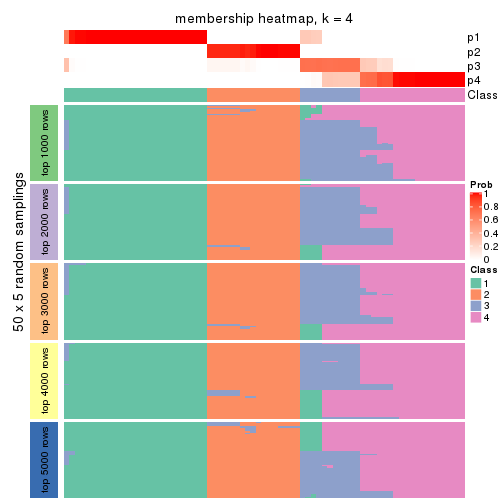 membership heatmap, k = 4
p1
p2
p3
p4
Class
50 x 5 random samplings
top 1000 rows
top 2000 rows
top 3000 rows
top 4000 rows
top 5000 rows
Prob
1
0.8
0.6
0.4
0.2
0
Class
1
2
3
4